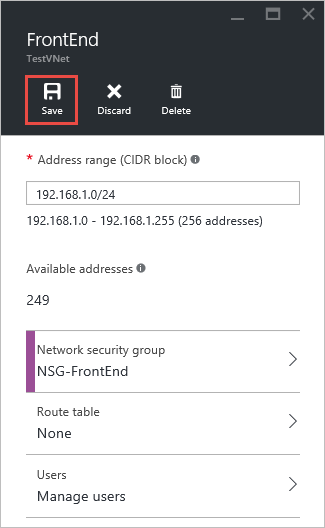 FrontEnd
TestVNet
Save Discard Delete
* Address range (CIDR block)
192.168.1.0/24
192.168.1.0 - 192.168.1.255 (256 addresses)
Available addresses
249
Network security group
NSG-FrontEnd
Route table
None
Users
Manage users